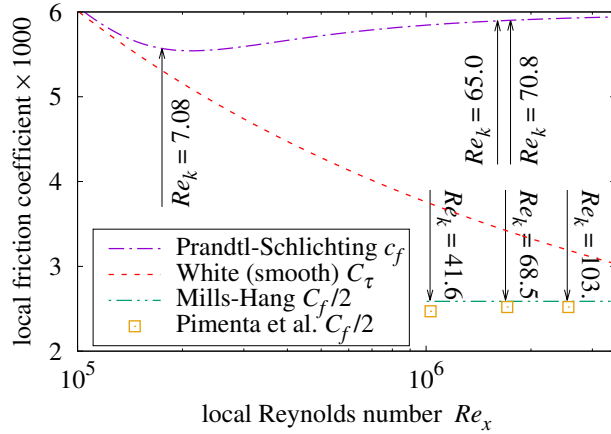 6
5
4
3
2
10^5
10^6
local friction coefficient × 1000
local Reynolds number Re_x
Re_k = 7.08
Re_k = 65.0
Re_k = 70.8
Re_k = 41.6
Re_k = 68.5
Re_k = 103.
Prandtl-Schlichting c_f
White (smooth) C_τ
Mills-Hang C_f/2
Pimenta et al. C_f/2